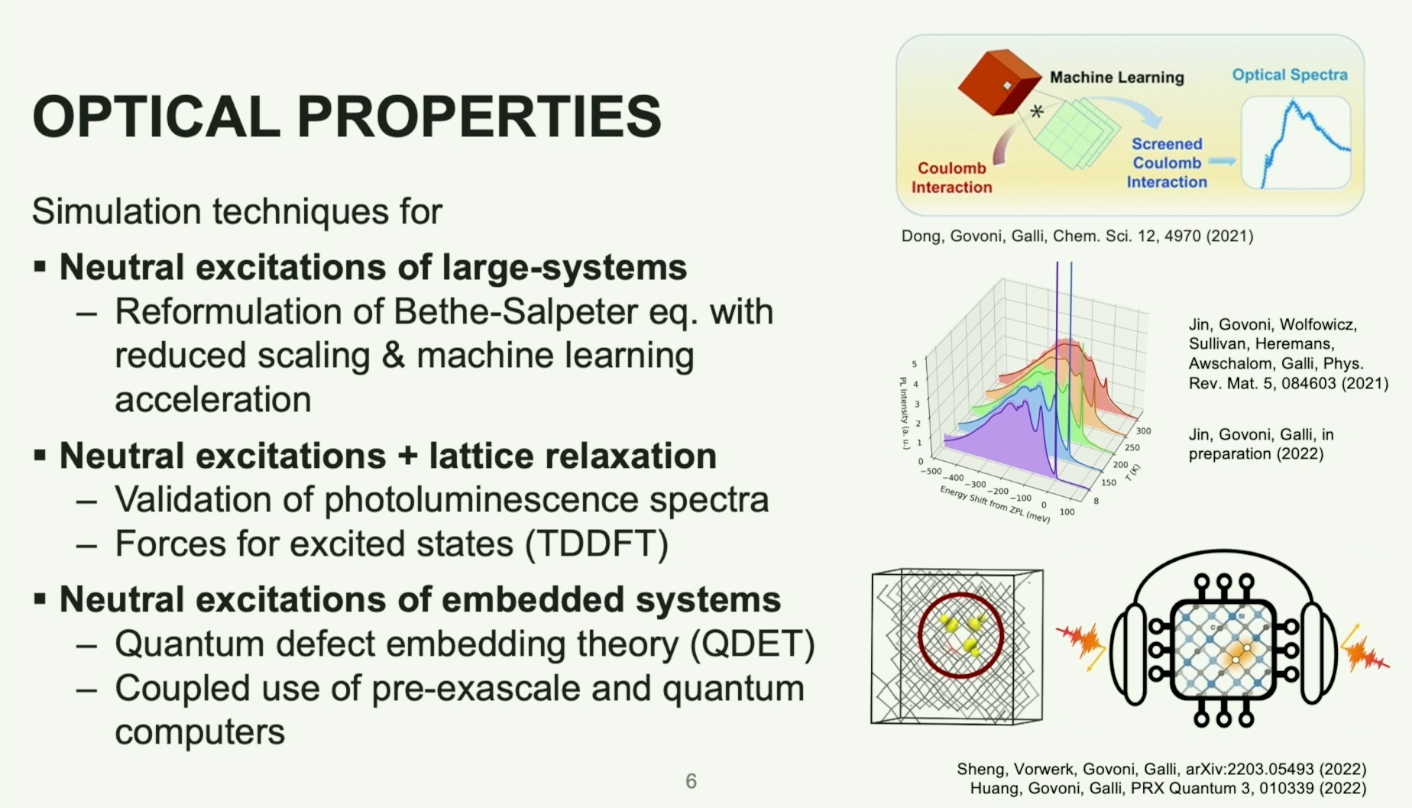 OPTICAL PROPERTIES
Simulation techniques for
▪ Neutral excitations of large-systems
– Reformulation of Bethe-Salpeter eq. with
reduced scaling & machine learning
acceleration
▪ Neutral excitations + lattice relaxation
– Validation of photoluminescence spectra
– Forces for excited states (TDDFT)
▪ Neutral excitations of embedded systems
– Quantum defect embedding theory (QDET)
– Coupled use of pre-exascale and quantum
computers
6
Machine Learning
Optical Spectra
*
Coulomb
Interaction
Screened
Coulomb
Interaction
Dong, Govoni, Galli, Chem. Sci. 12, 4970 (2021)
PL Intensity (a. u.)
5
4
3
2
1
0
−500
−400
−300
−200
−100
0
100
Energy Shift from ZPL (meV)
8
150
200
250
300
T (K)
Jin, Govoni, Wolfowicz,
Sullivan, Heremans,
Awschalom, Galli, Phys.
Rev. Mat. 5, 084603 (2021)
Jin, Govoni, Galli, in
preparation (2022)
Sheng, Vorwerk, Govoni, Galli, arXiv:2203.05493 (2022)
Huang, Govoni, Galli, PRX Quantum 3, 010339 (2022)